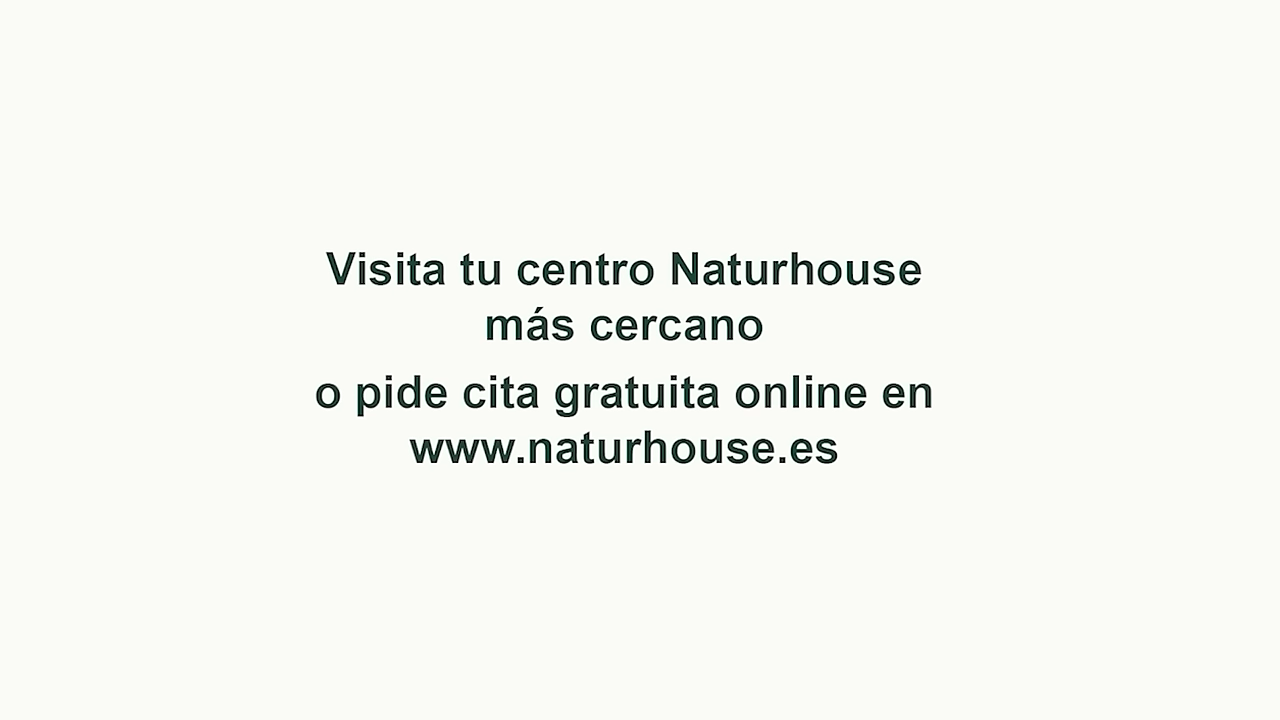 Visita tu centro Naturhouse
más cercano
o pide cita gratuita online en
www.naturhouse.es